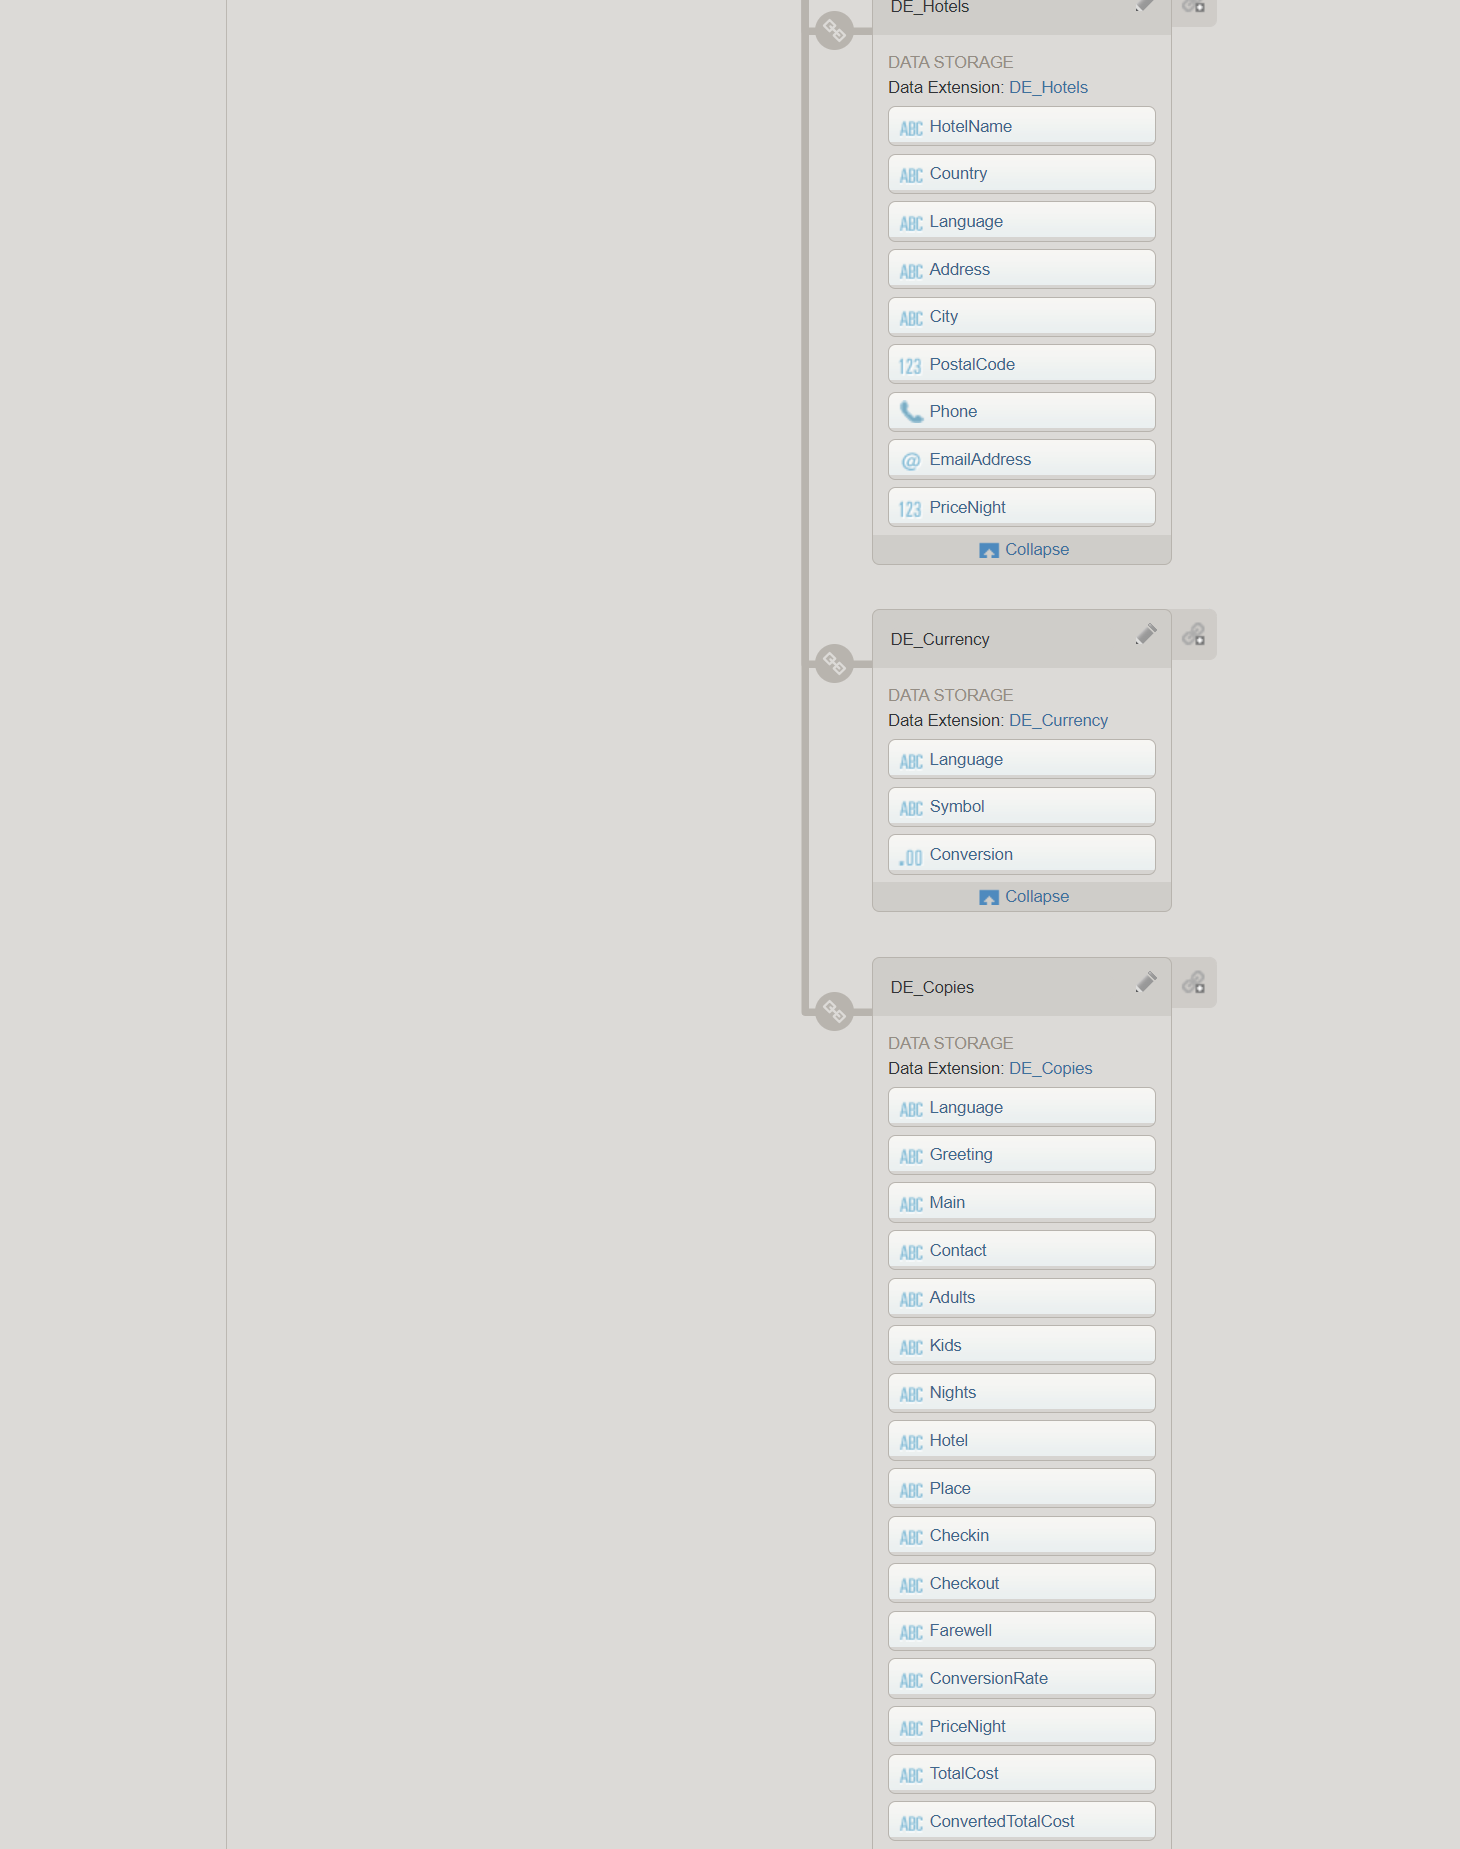 DE_Hotels
DATA STORAGE
Data Extension: DE_Hotels
ABC HotelName
ABC Country
ABC Language
ABC Address
ABC City
123 PostalCode
Phone
@ EmailAddress
123 PriceNight
Collapse
DE_Currency
DATA STORAGE
Data Extension: DE_Currency
ABC Language
ABC Symbol
.00 Conversion
Collapse
DE_Copies
DATA STORAGE
Data Extension: DE_Copies
ABC Language
ABC Greeting
ABC Main
ABC Contact
ABC Adults
ABC Kids
ABC Nights
ABC Hotel
ABC Place
ABC Checkin
ABC Checkout
ABC Farewell
ABC ConversionRate
ABC PriceNight
ABC TotalCost
ABC ConvertedTotalCost